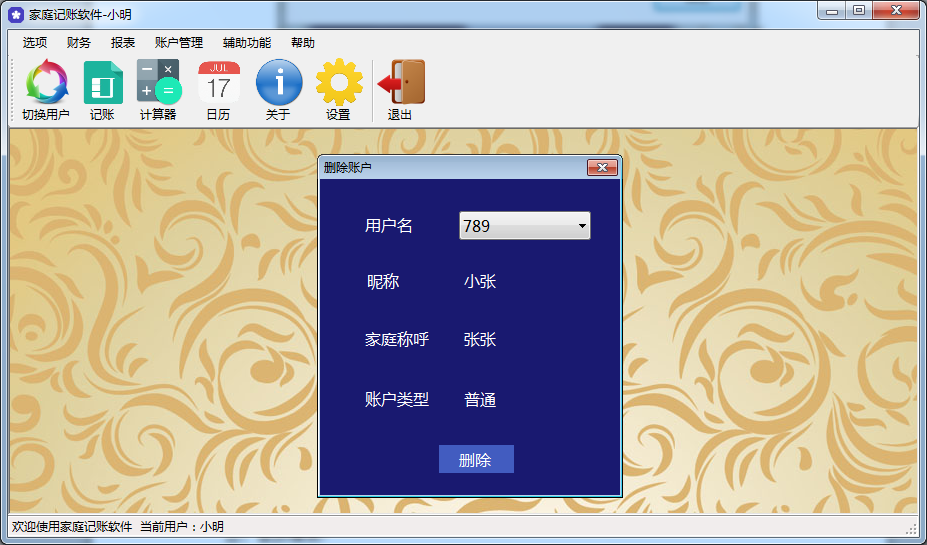 家庭记账软件-小明
选项 财务 报表 账户管理 辅助功能 帮助
JUL
17
切换用户 记账 计算器 日历 关于 设置 退出
删除账户
用户名 789
昵称 小张
家庭称呼 张张
账户类型 普通
删除
欢迎使用家庭记账软件 当前用户：小明